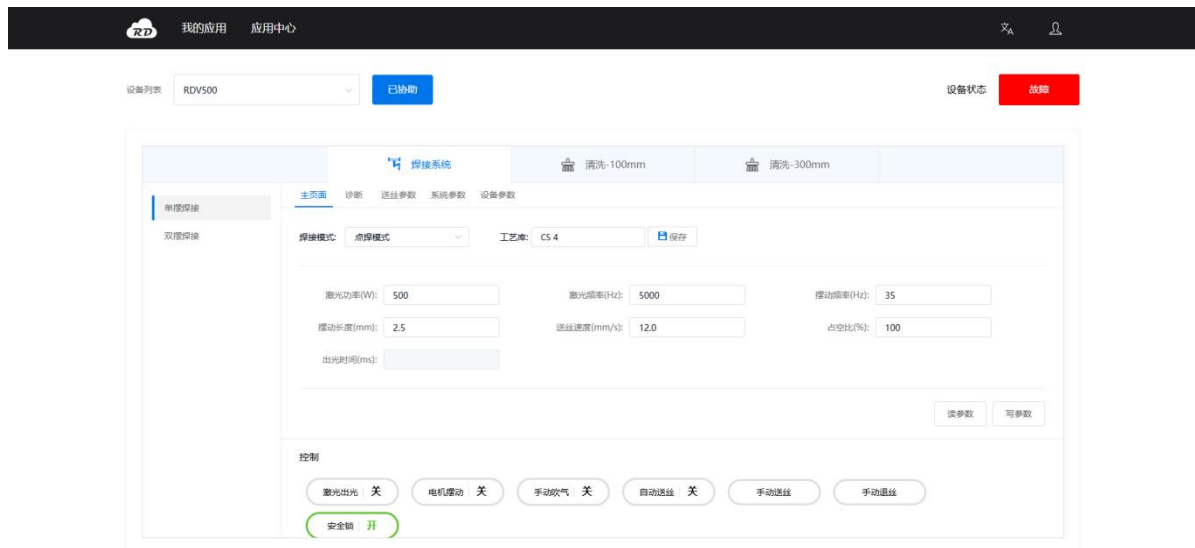 RD 我的应用 应用中心
设备列表 RDV500 已协助 设备状态 故障
焊接系统 清洗-100mm 清洗-300mm
单摆焊接
双摆焊接
主页面 诊断 送丝参数 系统参数 设备参数
焊接模式: 点焊模式 工艺库: CS 4 保存
激光功率(W): 500 激光频率(Hz): 5000 摆动频率(Hz): 35
摆动长度(mm): 2.5 送丝速度(mm/s): 12.0 占空比(%): 100
出光时间(ms):
读参数 写参数
控制
激光出光 关 电机摆动 关 手动吹气 关 自动送丝 关 手动送丝 手动退丝
安全锁 开